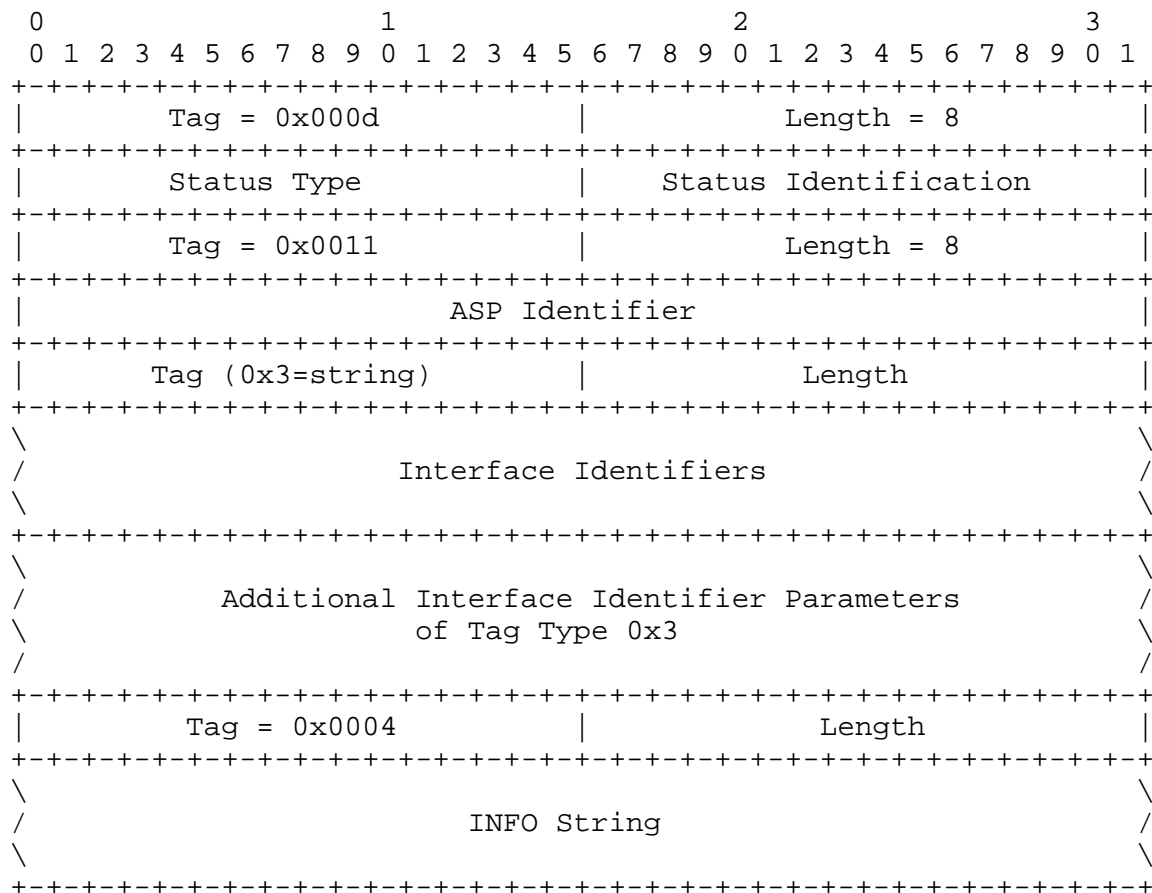 0                   1                   2                   3
 0 1 2 3 4 5 6 7 8 9 0 1 2 3 4 5 6 7 8 9 0 1 2 3 4 5 6 7 8 9 0 1
+-+-+-+-+-+-+-+-+-+-+-+-+-+-+-+-+-+-+-+-+-+-+-+-+-+-+-+-+-+-+-+-+
|        Tag = 0x000d           |           Length = 8          |
+-+-+-+-+-+-+-+-+-+-+-+-+-+-+-+-+-+-+-+-+-+-+-+-+-+-+-+-+-+-+-+-+
|        Status Type            |    Status Identification      |
+-+-+-+-+-+-+-+-+-+-+-+-+-+-+-+-+-+-+-+-+-+-+-+-+-+-+-+-+-+-+-+-+
|        Tag = 0x0011           |           Length = 8          |
+-+-+-+-+-+-+-+-+-+-+-+-+-+-+-+-+-+-+-+-+-+-+-+-+-+-+-+-+-+-+-+-+
|                        ASP Identifier                         |
+-+-+-+-+-+-+-+-+-+-+-+-+-+-+-+-+-+-+-+-+-+-+-+-+-+-+-+-+-+-+-+-+
|       Tag (0x3=string)        |            Length             |
+-+-+-+-+-+-+-+-+-+-+-+-+-+-+-+-+-+-+-+-+-+-+-+-+-+-+-+-+-+-+-+-+
\                                                               \
/                     Interface Identifiers                     /
\                                                               \
+-+-+-+-+-+-+-+-+-+-+-+-+-+-+-+-+-+-+-+-+-+-+-+-+-+-+-+-+-+-+-+-+
\                                                               \
/           Additional Interface Identifier Parameters          /
\                      of Tag Type 0x3                          \
/                                                               /
+-+-+-+-+-+-+-+-+-+-+-+-+-+-+-+-+-+-+-+-+-+-+-+-+-+-+-+-+-+-+-+-+
|         Tag = 0x0004          |             Length            |
+-+-+-+-+-+-+-+-+-+-+-+-+-+-+-+-+-+-+-+-+-+-+-+-+-+-+-+-+-+-+-+-+
\                                                               \
/                         INFO String                           /
\                                                               \
+-+-+-+-+-+-+-+-+-+-+-+-+-+-+-+-+-+-+-+-+-+-+-+-+-+-+-+-+-+-+-+-+